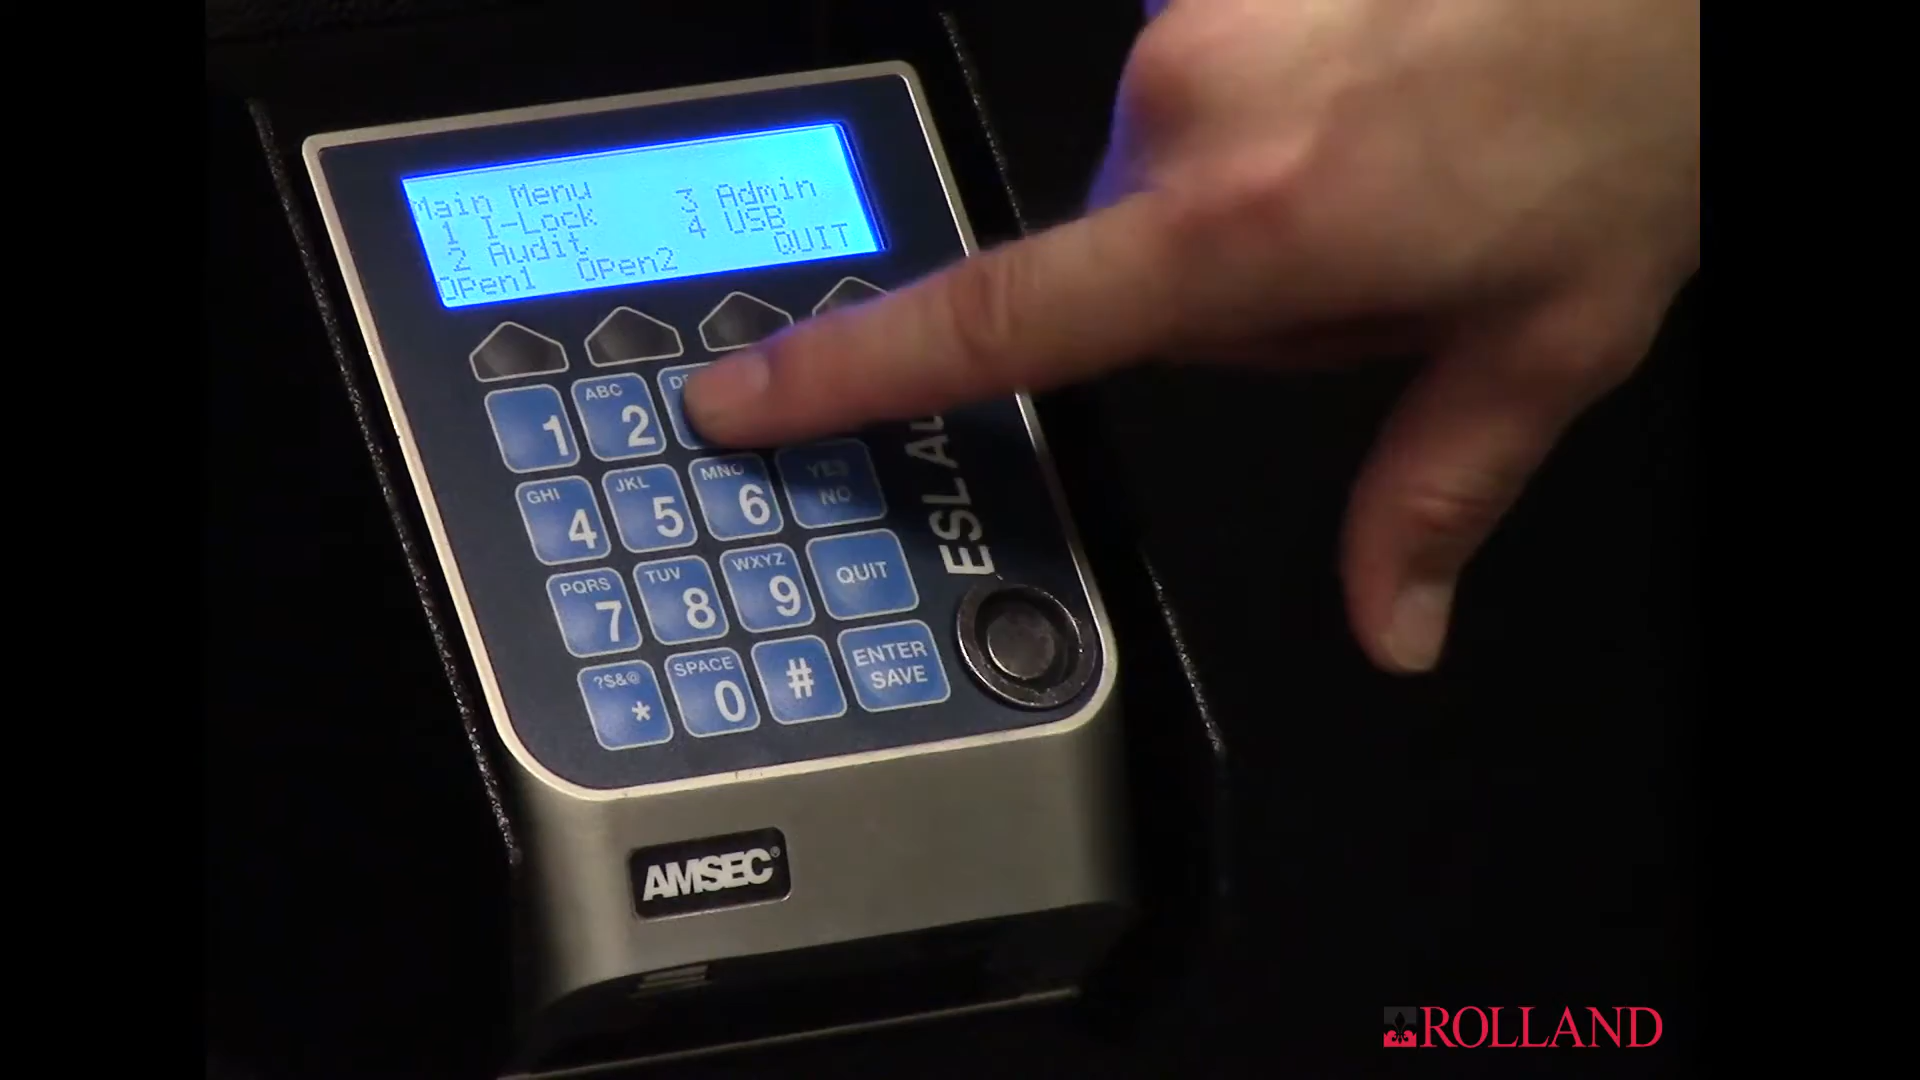 Main Menu 3 Admin
1 I-Lock 4 USB
2 Audit QUIT
Open1 Open2
1
ABC 2
GHI 4
JKL 5
MNO 6
YES NO
PQRS 7
TUV 8
WXYZ 9
QUIT
?$&@ *
SPACE 0
#
ENTER SAVE
AMSEC®
ROLLAND